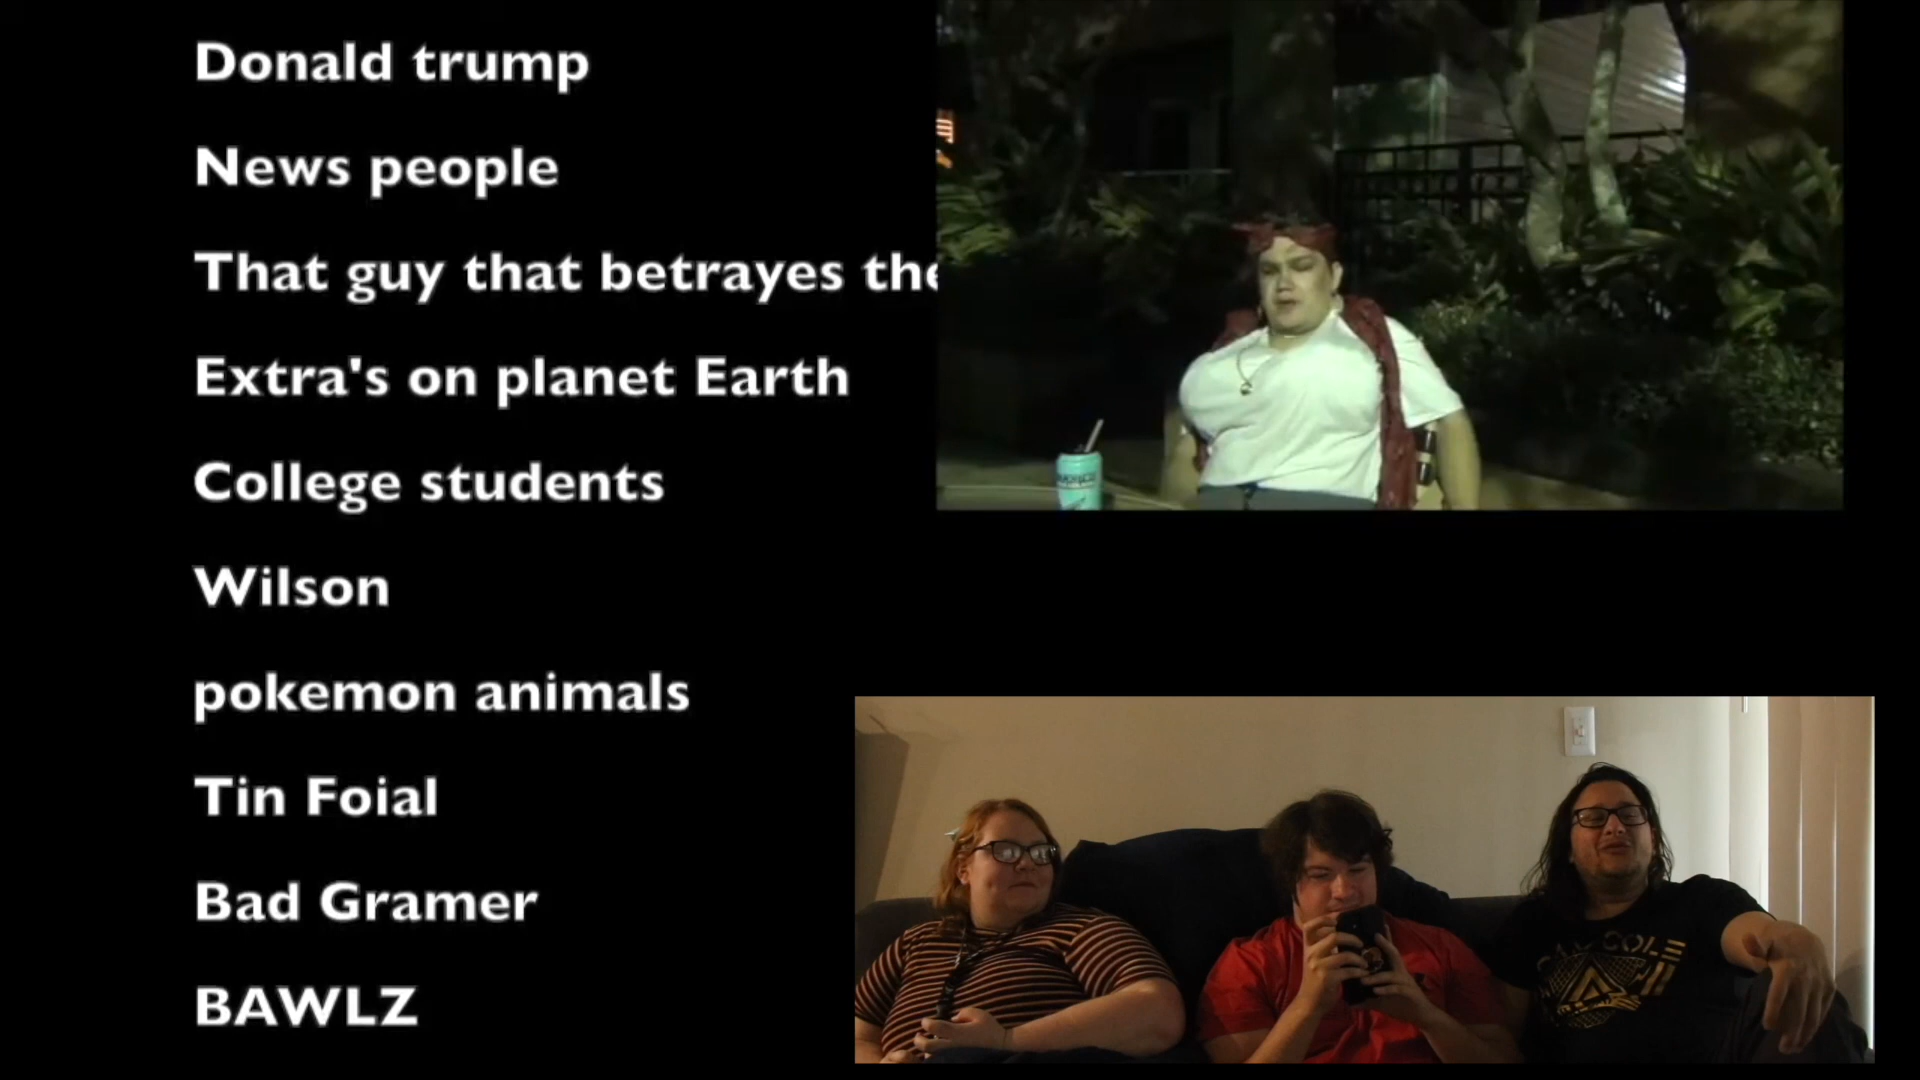 Donald trump
News people
That guy that betrayes the
Extra's on planet Earth
College students
Wilson
pokemon animals
Tin Foial
Bad Gramer
BAWLZ